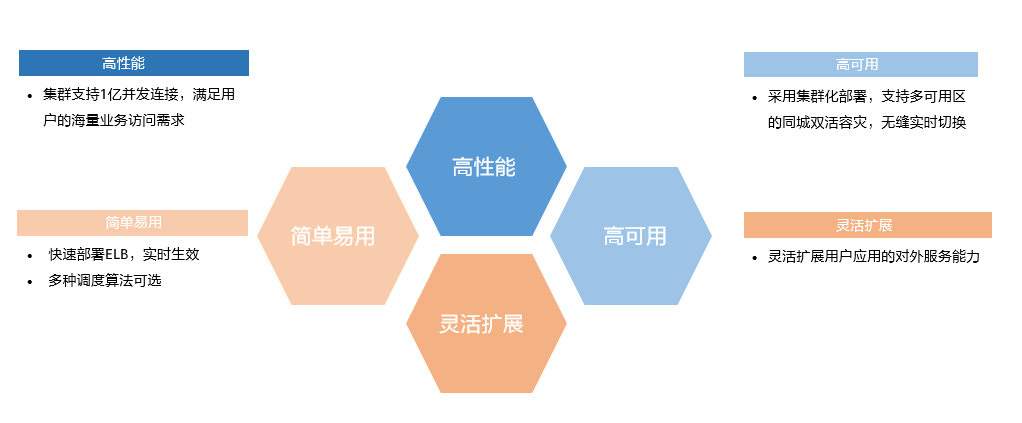 高性能
• 集群支持1亿并发连接，满足用
户的海量业务访问需求
简单易用
• 快速部署ELB，实时生效
• 多种调度算法可选
高性能
简单易用
高可用
灵活扩展
高可用
• 采用集群化部署，支持多可用区
的同城双活容灾，无缝实时切换
灵活扩展
• 灵活扩展用户应用的对外服务能力